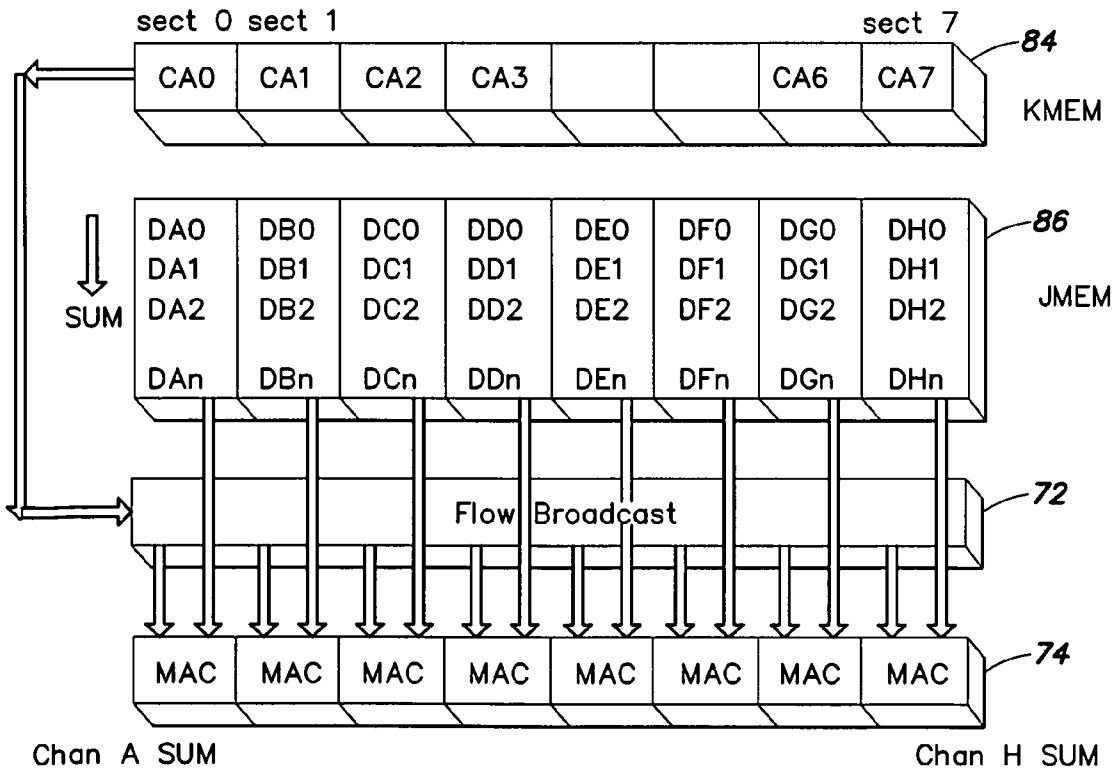 sect 0 sect 1 sect 7
84
CA0 CA1 CA2 CA3 CA6 CA7
KMEM
DA0 DB0 DC0 DD0 DE0 DF0 DG0 DH0
86
DA1 DB1 DC1 DD1 DE1 DF1 DG1 DH1
JMEM
SUM
DA2 DB2 DC2 DD2 DE2 DF2 DG2 DH2
DAn DBn DCn DDn DEn DFn DGn DHn
72
Flow Broadcast
74
MAC MAC MAC MAC MAC MAC MAC MAC
Chan A SUM Chan H SUM